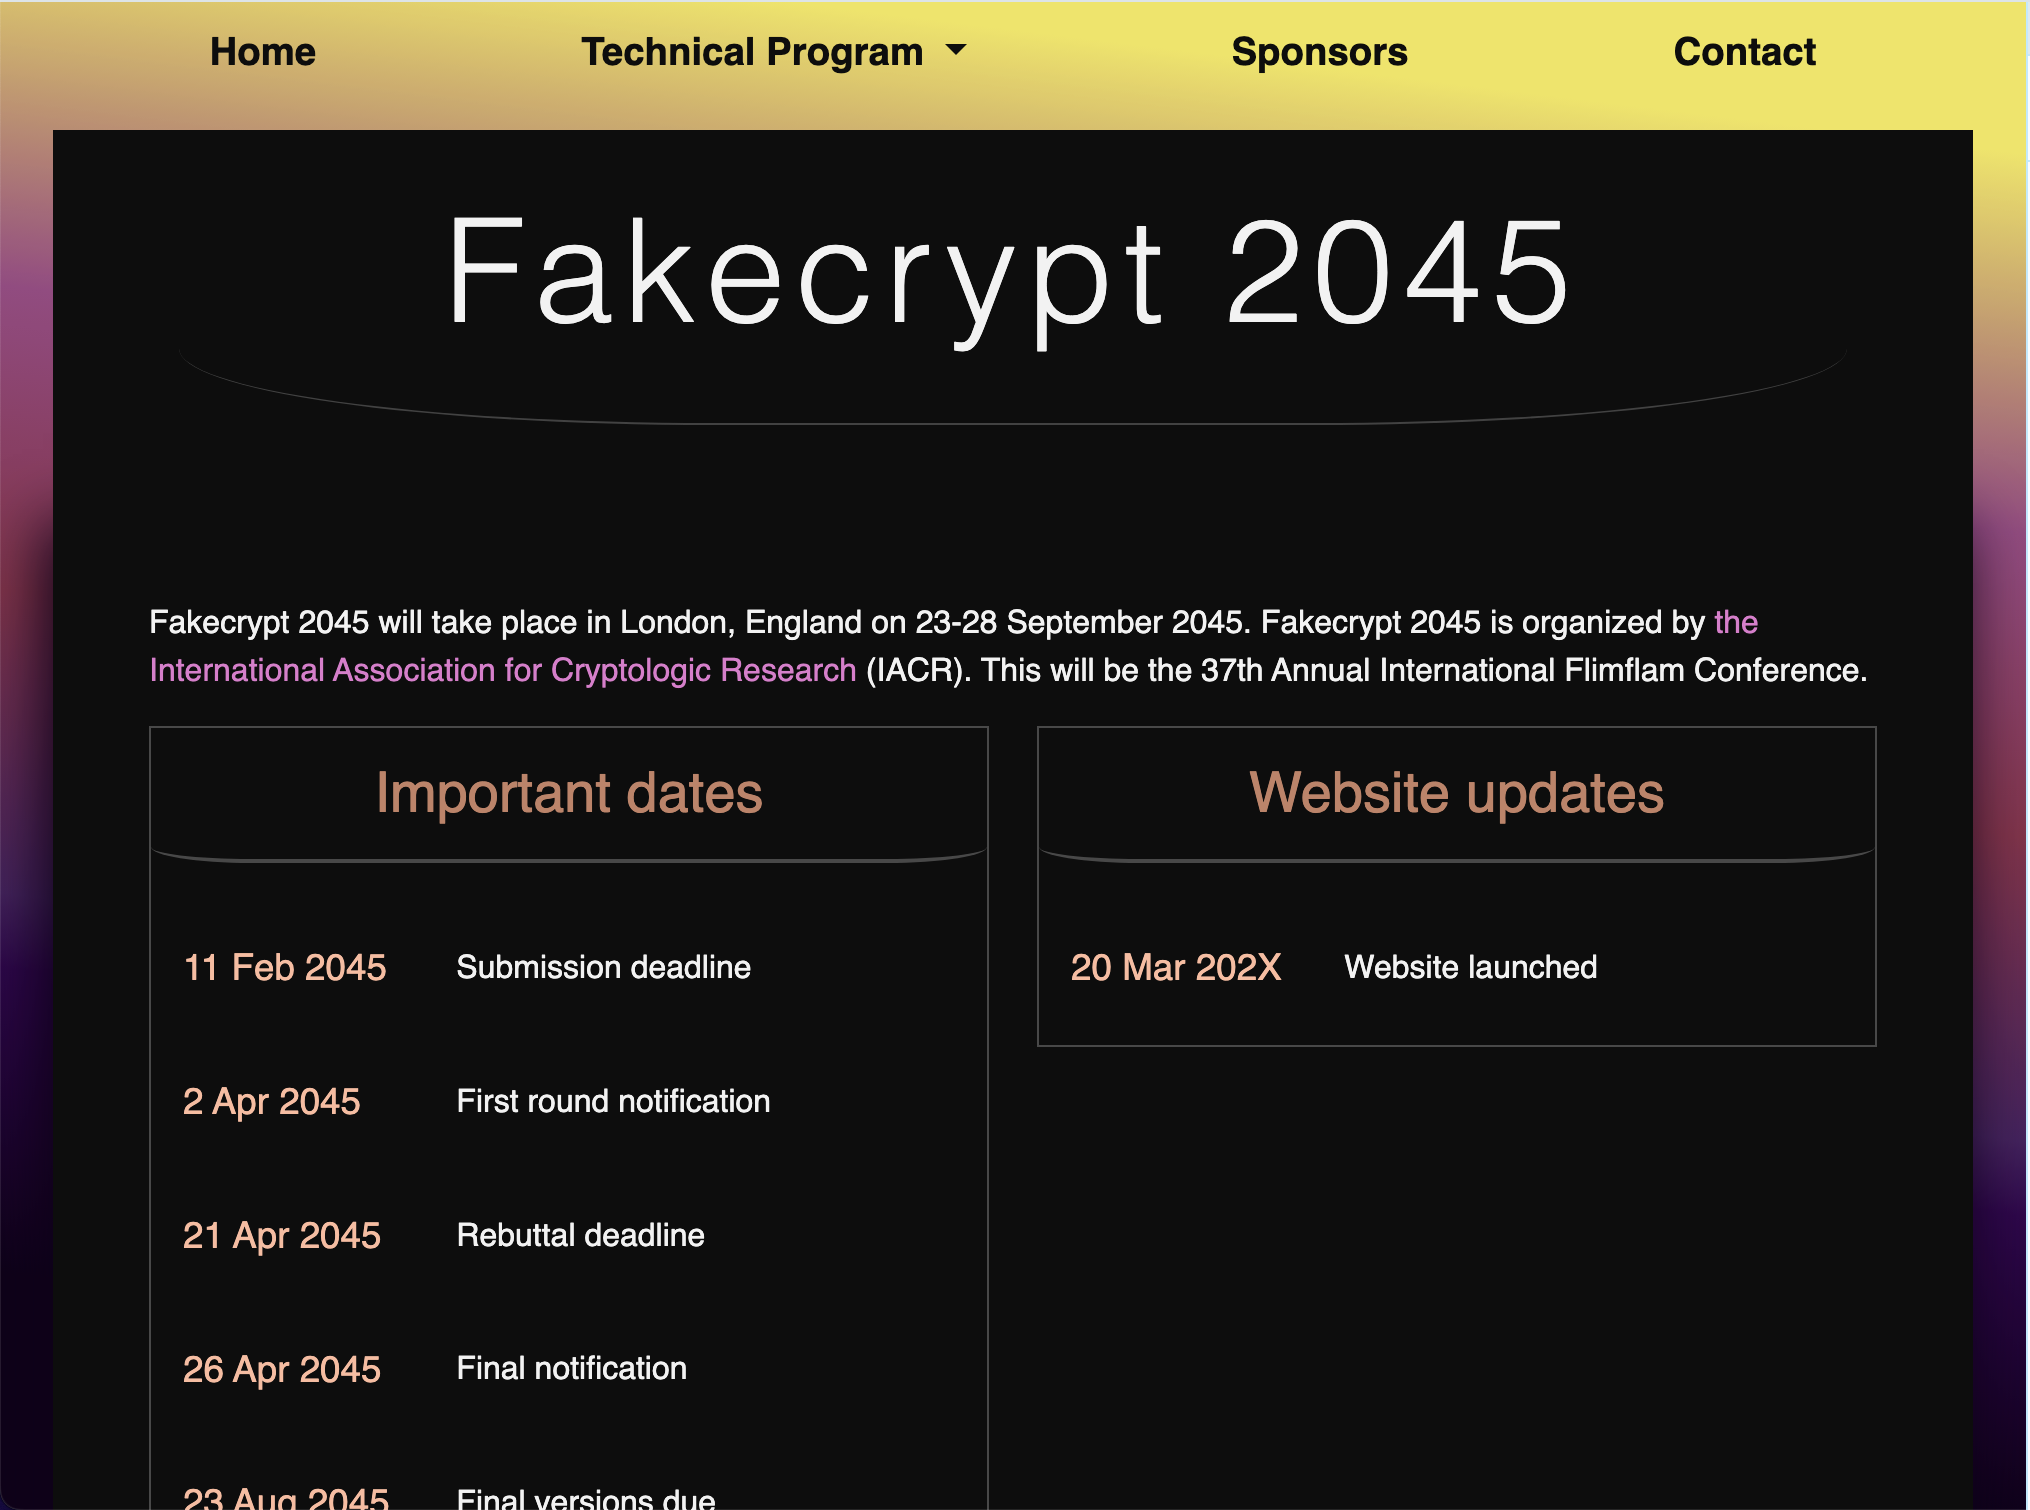 Home Technical Program Sponsors Contact
Fakecrypt 2045
Fakecrypt 2045 will take place in London, England on 23-28 September 2045. Fakecrypt 2045 is organized by the
International Association for Cryptologic Research (IACR). This will be the 37th Annual International Flimflam Conference.
Important dates
11 Feb 2045 Submission deadline
2 Apr 2045 First round notification
21 Apr 2045 Rebuttal deadline
26 Apr 2045 Final notification
23 Aug 2045 Final versions due
Website updates
20 Mar 202X Website launched